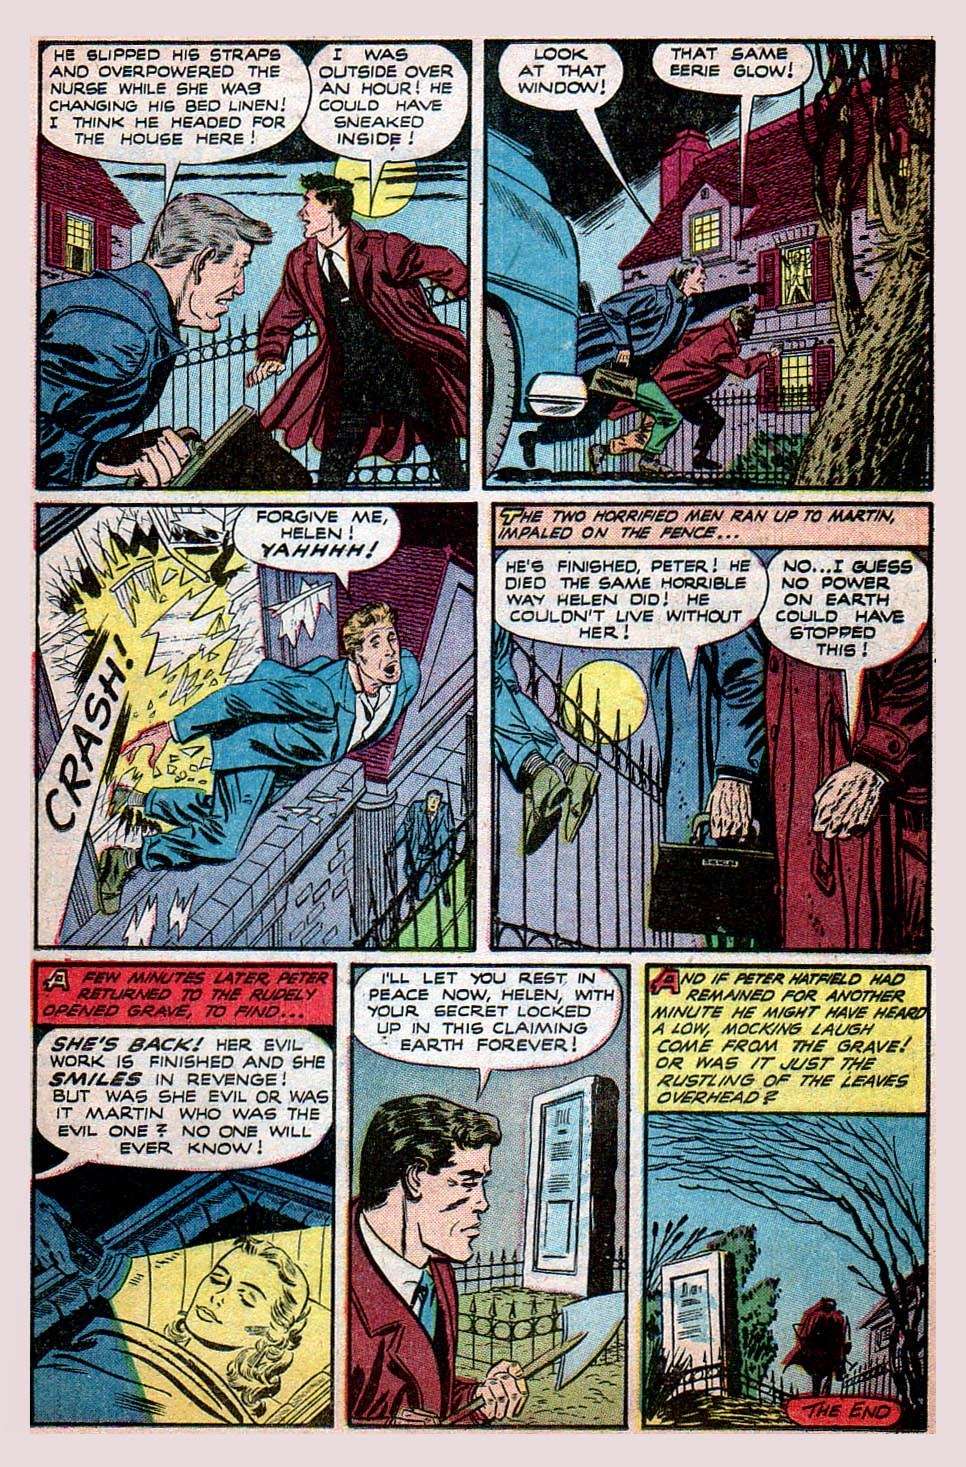 HE SLIPPED HIS STRAPS
AND OVERPOWERED THE
NURSE WHILE SHE WAS
CHANGING HIS BED LINEN!
I THINK HE HEADED FOR
THE HOUSE HERE!
I WAS
OUTSIDE OVER
AN HOUR! HE
COULD HAVE
SNEAKED
INSIDE!
LOOK
AT THAT
WINDOW!
THAT SAME
EERIE GLOW!
FORGIVE ME,
HELEN!
YAHHHH!
CRASH!
THE TWO HORRIFIED MEN RAN UP TO MARTIN,
IMPALED ON THE FENCE...
HE'S FINISHED, PETER! HE
DIED THE SAME HORRIBLE
WAY HELEN DID! HE
COULDN'T LIVE WITHOUT
HER!
NO...I GUESS
NO POWER
ON EARTH
COULD HAVE
STOPPED
THIS!
A FEW MINUTES LATER, PETER
RETURNED TO THE RUDELY
OPENED GRAVE, TO FIND...
SHE'S BACK! HER EVIL
WORK IS FINISHED AND SHE
SMILES IN REVENGE!
BUT WAS SHE EVIL OR WAS
IT MARTIN WHO WAS THE
EVIL ONE? NO ONE WILL
EVER KNOW!
I'LL LET YOU REST IN
PEACE NOW, HELEN, WITH
YOUR SECRET LOCKED
UP IN THIS CLAIMING
EARTH FOREVER!
AND IF PETER HATFIELD HAD
REMAINED FOR ANOTHER
MINUTE HE MIGHT HAVE HEARD
A LOW, MOCKING LAUGH
COME FROM THE GRAVE!
OR WAS IT JUST THE
RUSTLING OF THE LEAVES
OVERHEAD?
THE END